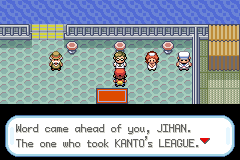 Word came ahead of you, JIHAN.
The one who took KANTO's LEAGUE.